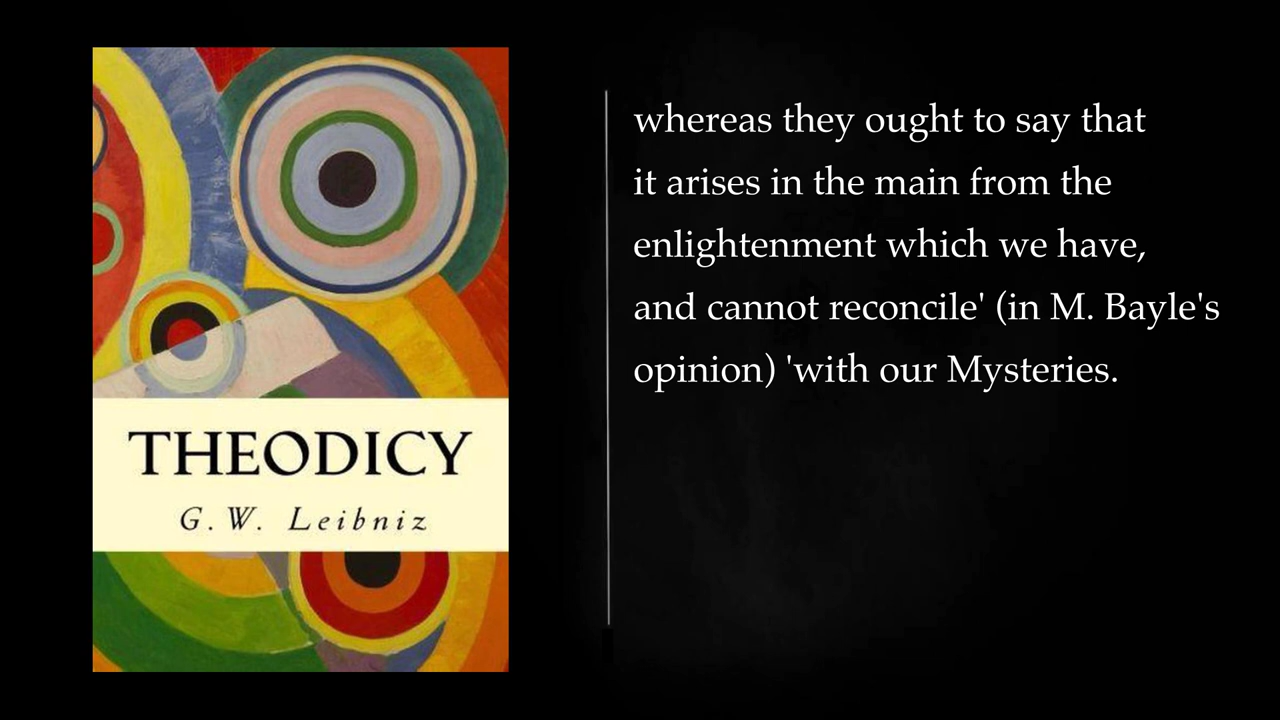 THEODICY
G. W. Leibniz
whereas they ought to say that
it arises in the main from the
enlightenment which we have,
and cannot reconcile' (in M. Bayle's
opinion) 'with our Mysteries.